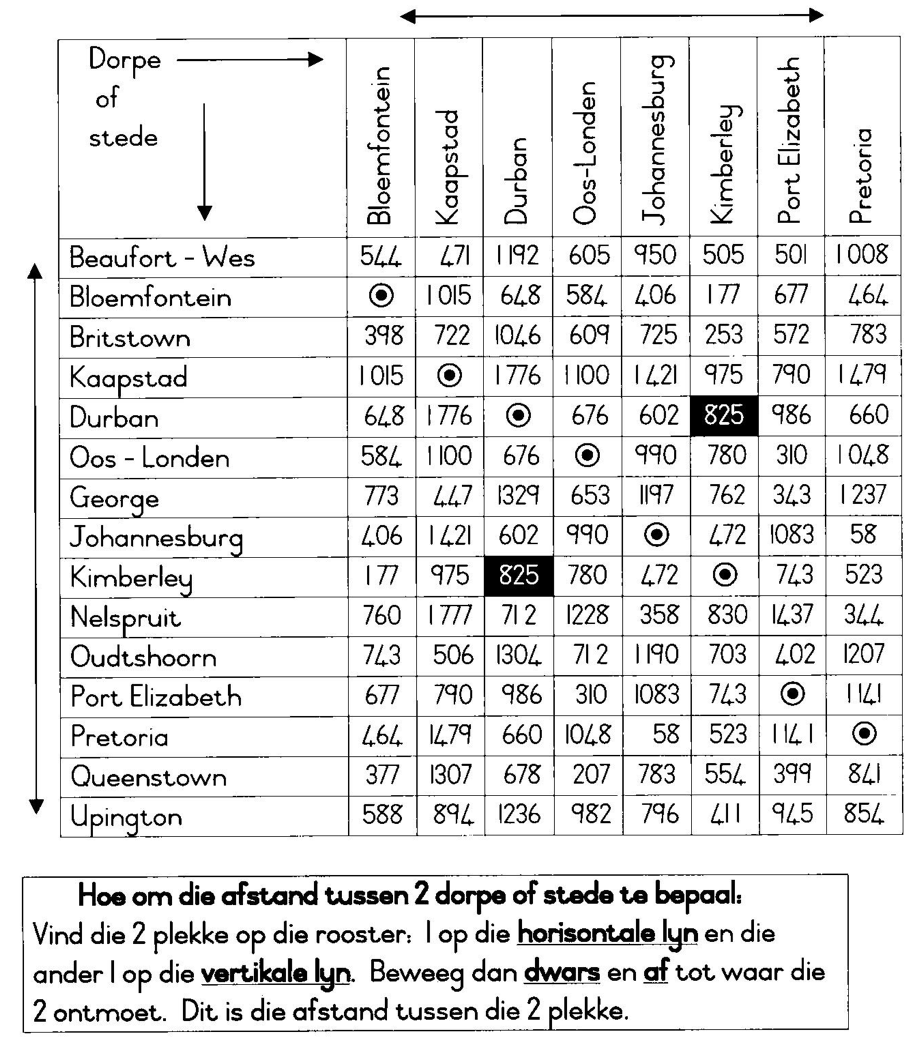 Dorpe
of
stede
Bloemfontein Kaapstad Durban Oos-Londen Johannesburg Kimberley Port Elizabeth Pretoria
Beaufort - Wes 544 471 1192 605 950 505 501 1008
Bloemfontein 1015 648 584 406 177 677 464
Britstown 398 722 1046 609 725 253 572 783
Kaapstad 1015 1776 1100 1421 975 790 1479
Durban 648 1776 676 602 825 986 660
Oos - Londen 584 1100 676 990 780 310 1048
George 773 447 1329 653 1197 762 343 1237
Johannesburg 406 1421 602 990 472 1083 58
Kimberley 177 975 825 780 472 743 523
Nelspruit 760 1777 712 1228 358 830 1437 344
Oudtshoorn 743 506 1304 712 1190 703 402 1207
Port Elizabeth 677 790 986 310 1083 743 1141
Pretoria 464 1479 660 1048 58 523 1141
Queenstown 377 1307 678 207 783 554 399 841
Upington 588 894 1236 982 796 411 945 854
Hoe om die afstand tussen 2 dorpe of stede te bepaal:
Vind die 2 plekke op die rooster: 1 op die horisontale lyn en die
ander 1 op die vertikale lyn. Beweeg dan dwars en af tot waar die
2 ontmoet. Dit is die afstand tussen die 2 plekke.